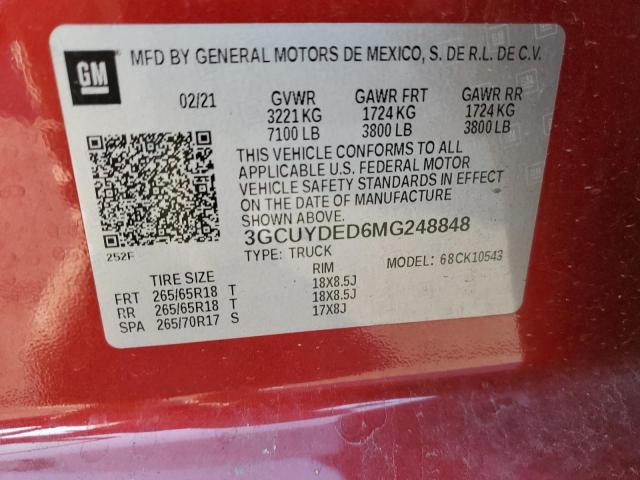 GM
MFD BY GENERAL MOTORS DE MEXICO, S. DE R.L. DE C.V.
02/21 GVWR GAWR FRT GAWR RR
3221 KG 1724 KG 1724 KG
7100 LB 3800 LB 3800 LB
THIS VEHICLE CONFORMS TO ALL
APPLICABLE U.S. FEDERAL MOTOR
VEHICLE SAFETY STANDARDS IN EFFECT
ON THE DATE OF MANUFACTURE
SHOWN ABOVE.
3GCUYDED6MG248848
252F TYPE: TRUCK MODEL: 68CK10543
TIRE SIZE RIM
FRT 265/65R18 T 18X8.5J
RR 265/65R18 T 18X8.5J
SPA 265/70R17 S 17X8J